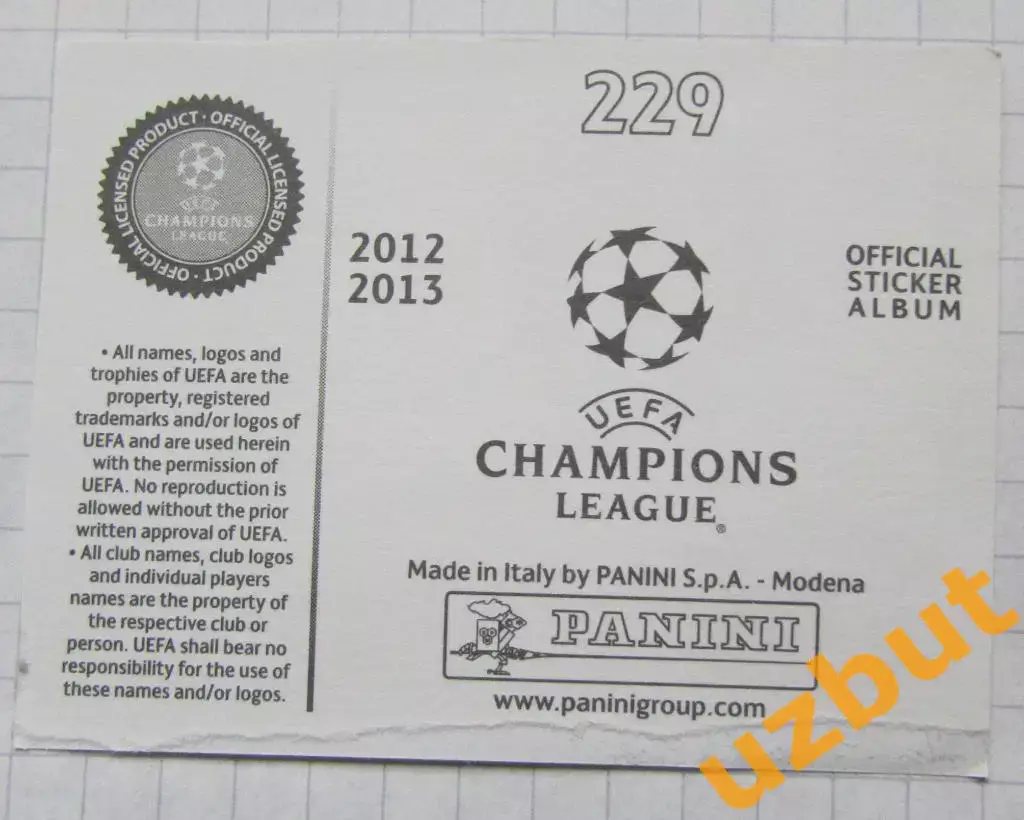 229
OFFICIAL LICENSED PRODUCT · OFFICIAL LICENSED PRODUCT ·
UEFA
CHAMPIONS
LEAGUE
2012
2013
OFFICIAL
STICKER
ALBUM
• All names, logos and
trophies of UEFA are the
property, registered
trademarks and/or logos of
UEFA and are used herein
with the permission of
UEFA. No reproduction is
allowed without the prior
written approval of UEFA.
• All club names, club logos
and individual players
names are the property of
the respective club or
person. UEFA shall bear no
responsibility for the use of
these names and/or logos.
UEFA
CHAMPIONS
LEAGUE®
Made in Italy by PANINI S.p.A. - Modena
PANINI
www.paninigroup.com
uzbut